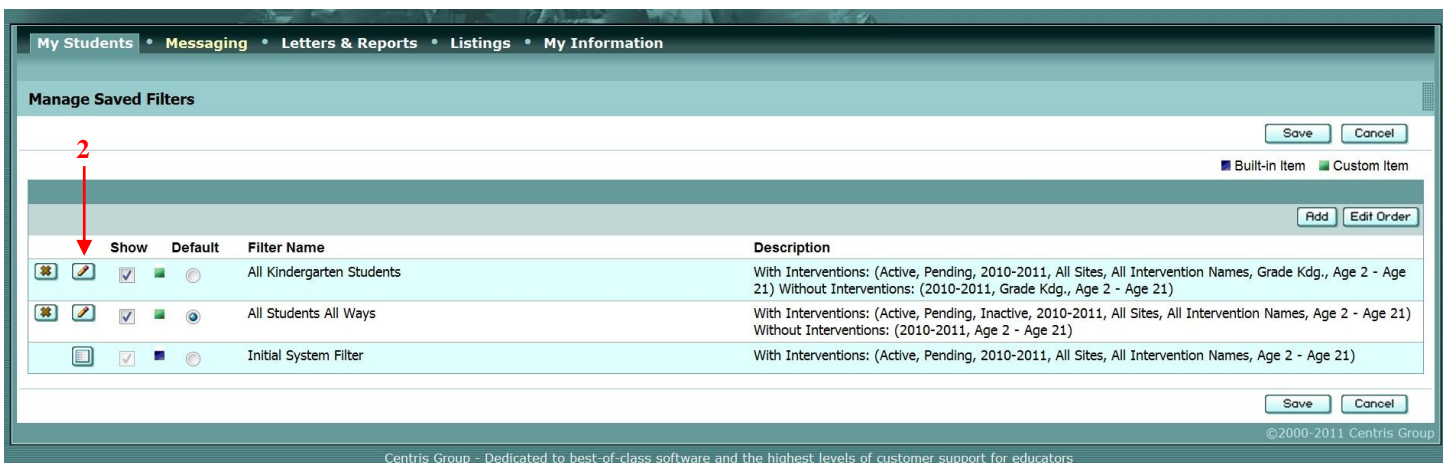 My Students • Messaging • Letters & Reports • Listings • My Information
Manage Saved Filters
Save Cancel
2
Built-in Item Custom Item
Add Edit Order
Show Default Filter Name Description
All Kindergarten Students With Interventions: (Active, Pending, 2010-2011, All Sites, All Intervention Names, Grade Kdg., Age 2 - Age
21) Without Interventions: (2010-2011, Grade Kdg., Age 2 - Age 21)
All Students All Ways With Interventions: (Active, Pending, Inactive, 2010-2011, All Sites, All Intervention Names, Age 2 - Age 21)
Without Interventions: (2010-2011, Age 2 - Age 21)
Initial System Filter With Interventions: (Active, Pending, 2010-2011, All Sites, All Intervention Names, Age 2 - Age 21)
Save Cancel
©2000-2011 Centris Group
Centris Group - Dedicated to best-of-class software and the highest levels of customer support for educators